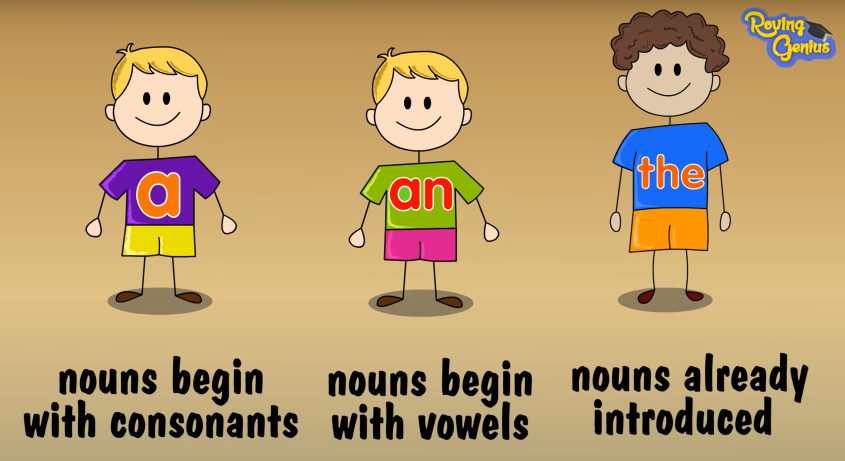 Roving
Genius
a
an
the
nouns begin
with consonants
nouns begin
with vowels
nouns already
introduced